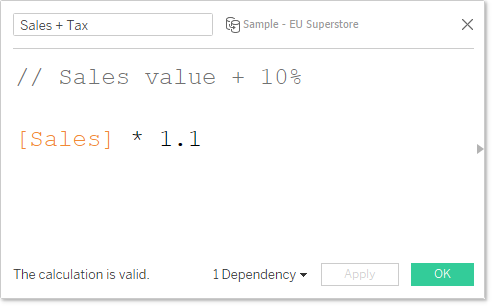 Sales + Tax
Sample - EU Superstore
// Sales value + 10%
[Sales] * 1.1
The calculation is valid.
1 Dependency
Apply
OK